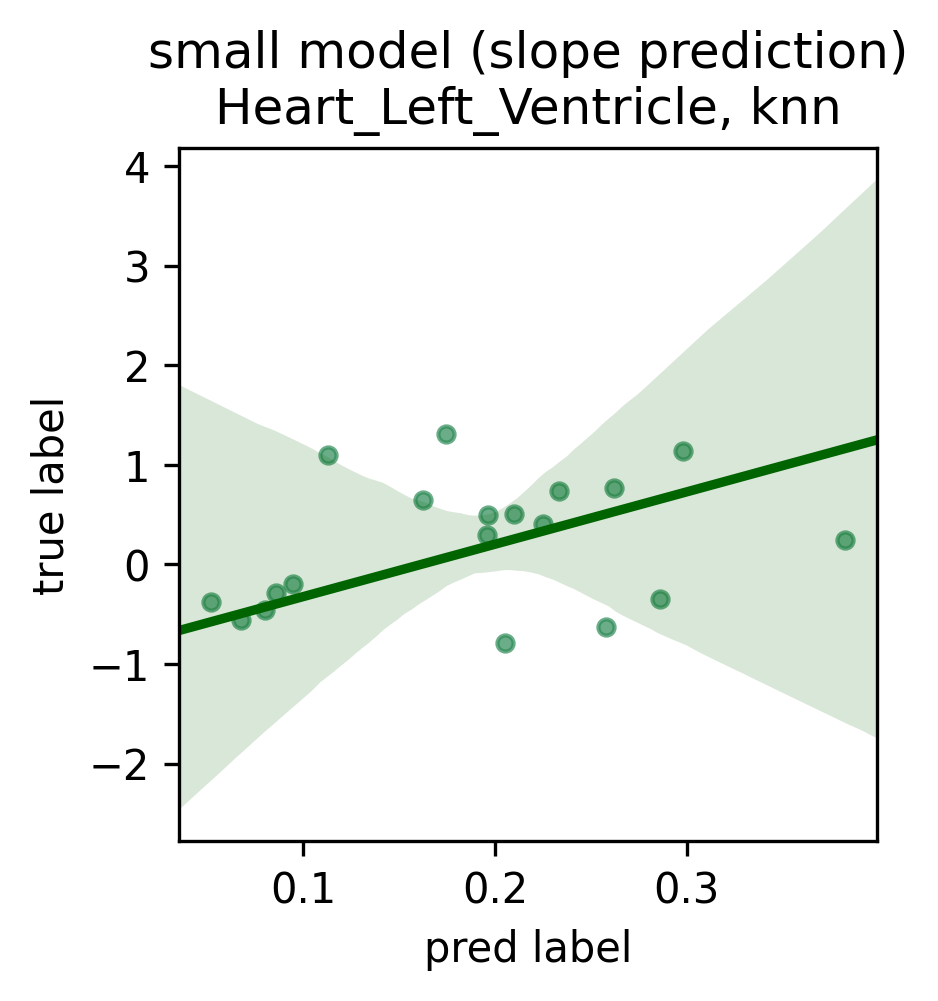 small model (slope prediction)
Heart_Left_Ventricle, knn
4
3
2
1
0
−1
−2
true label
0.1 0.2 0.3
pred label